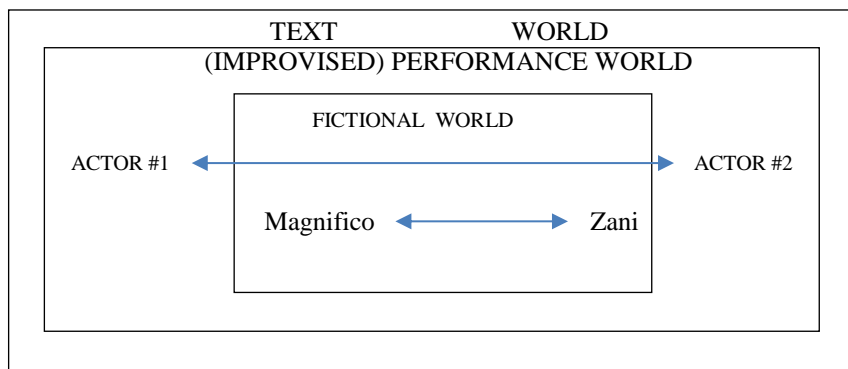 TEXT WORLD
(IMPROVISED) PERFORMANCE WORLD
FICTIONAL WORLD
ACTOR #1 ACTOR #2
Magnifico Zani